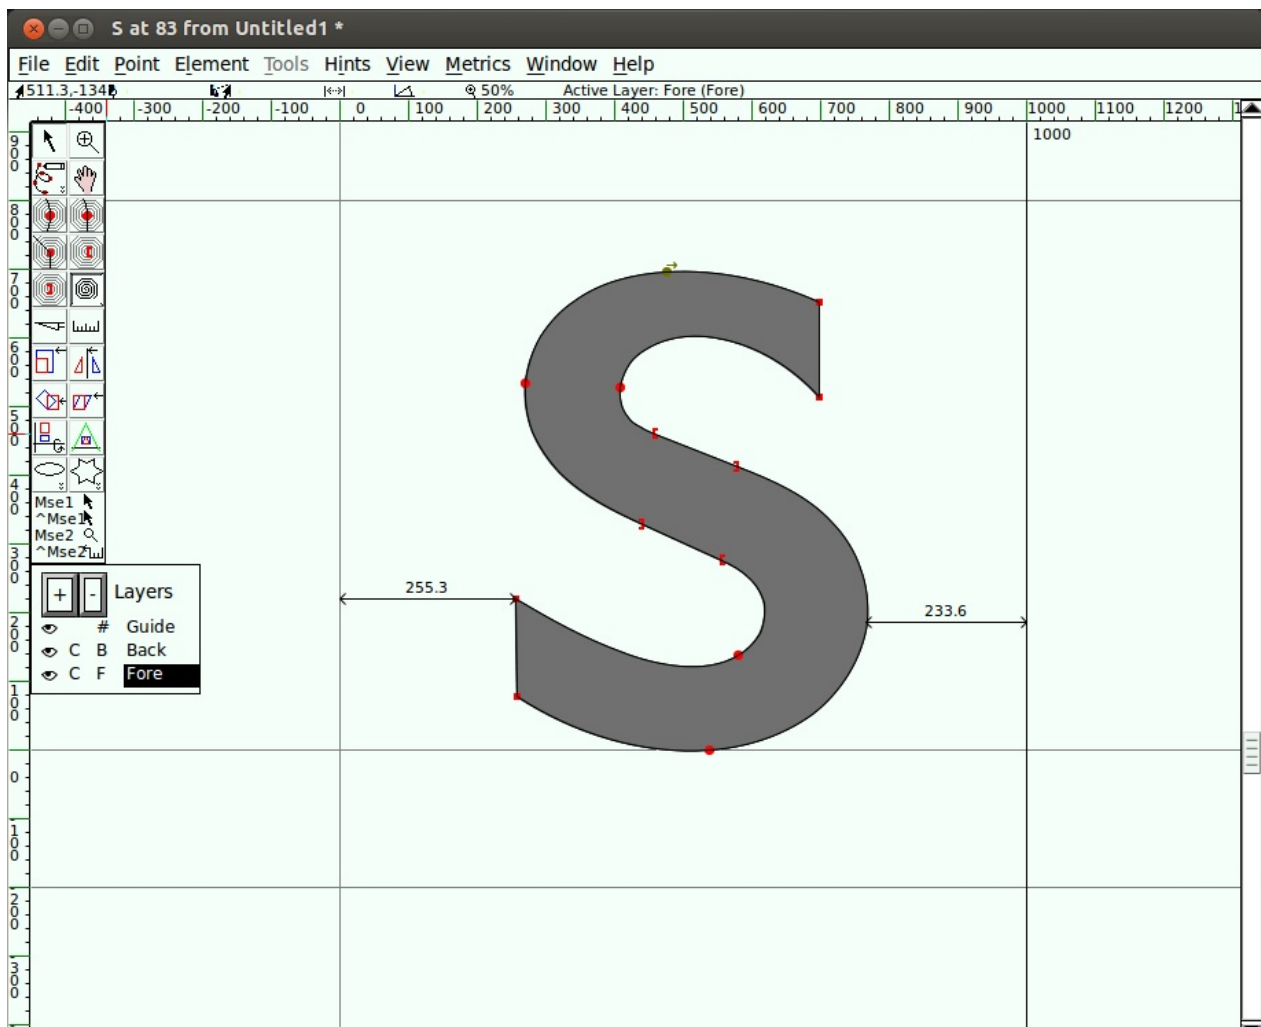 S at 83 from Untitled1 *
File Edit Point Element Tools Hints View Metrics Window Help
50% Active Layer: Fore (Fore)
-400 -300 -200 -100 0 100 200 300 400 500 600 700 800 900 1000 1100 1200
1000
900
800
700
600
500
400
300
200
100
0
100
200
300
Mse1
^Mse1
Mse2
^Mse2
+ - Layers
# Guide
C B Back
C F Fore
255.3
233.6
S